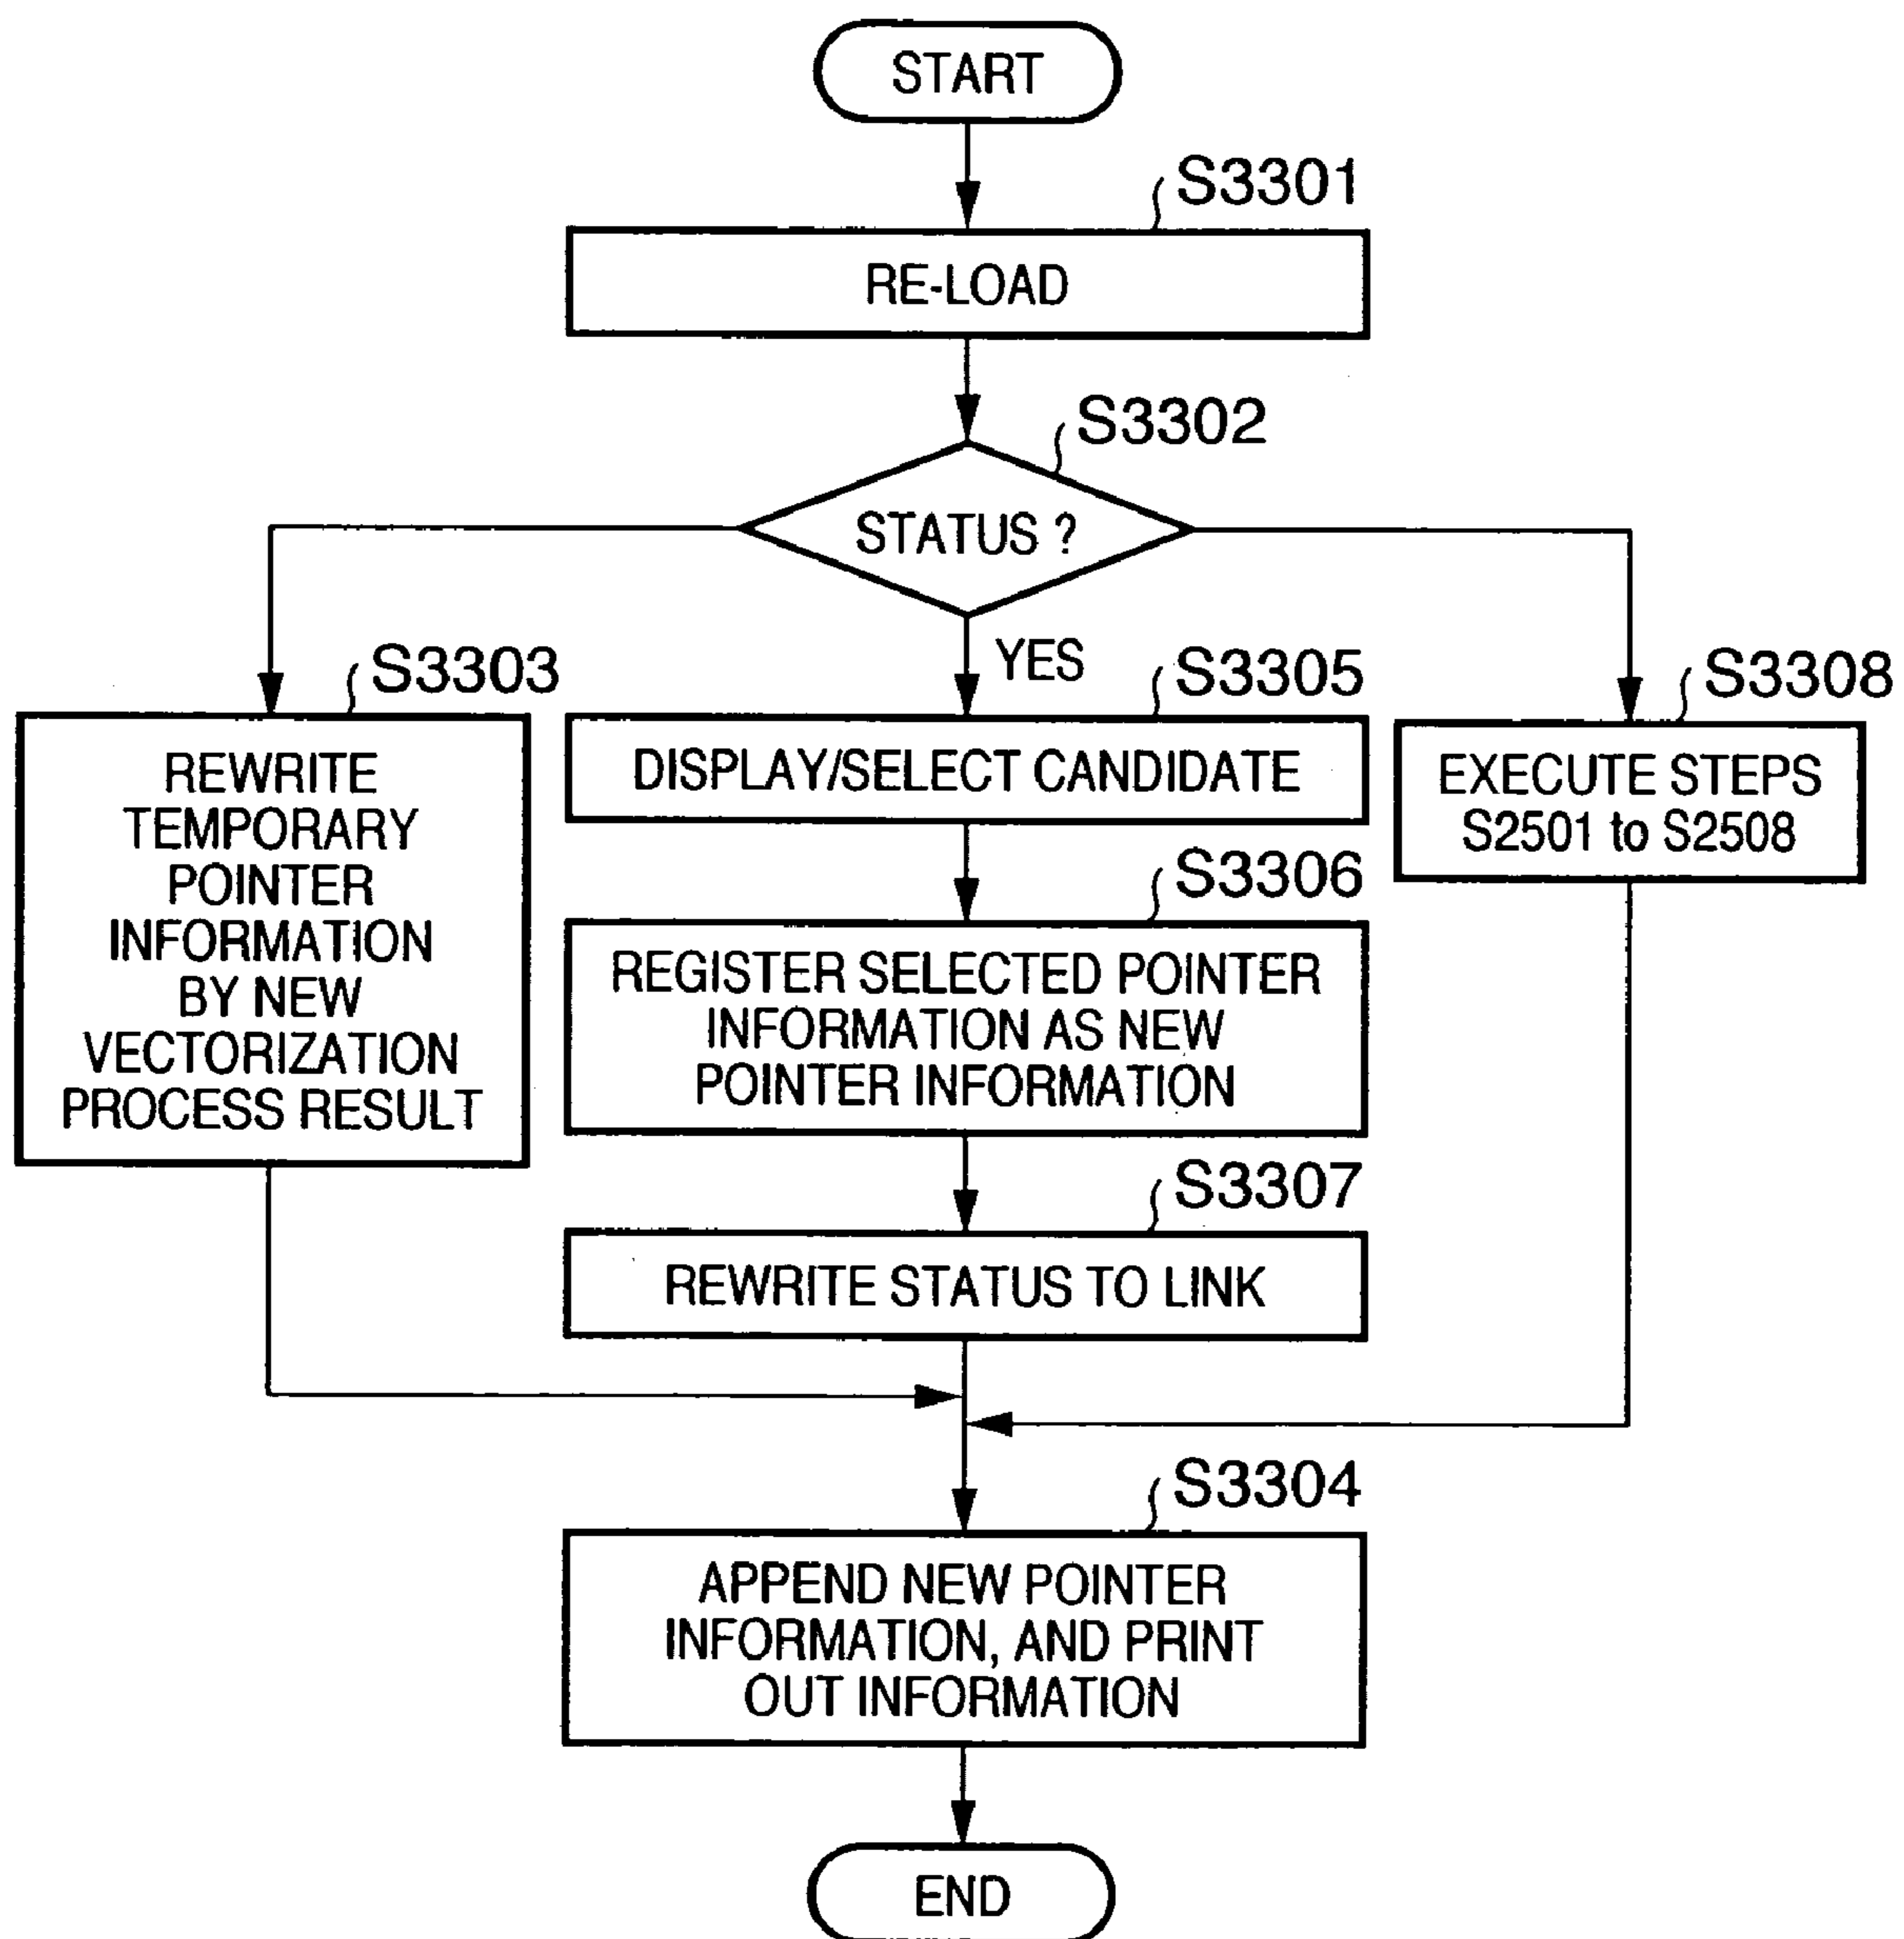 START
S3301
RE-LOAD
S3302
STATUS ?
YES
S3303
REWRITE
TEMPORARY
POINTER
INFORMATION
BY NEW
VECTORIZATION
PROCESS RESULT
S3305
DISPLAY/SELECT CANDIDATE
S3306
REGISTER SELECTED POINTER
INFORMATION AS NEW
POINTER INFORMATION
S3307
REWRITE STATUS TO LINK
S3308
EXECUTE STEPS
S2501 to S2508
S3304
APPEND NEW POINTER
INFORMATION, AND PRINT
OUT INFORMATION
END